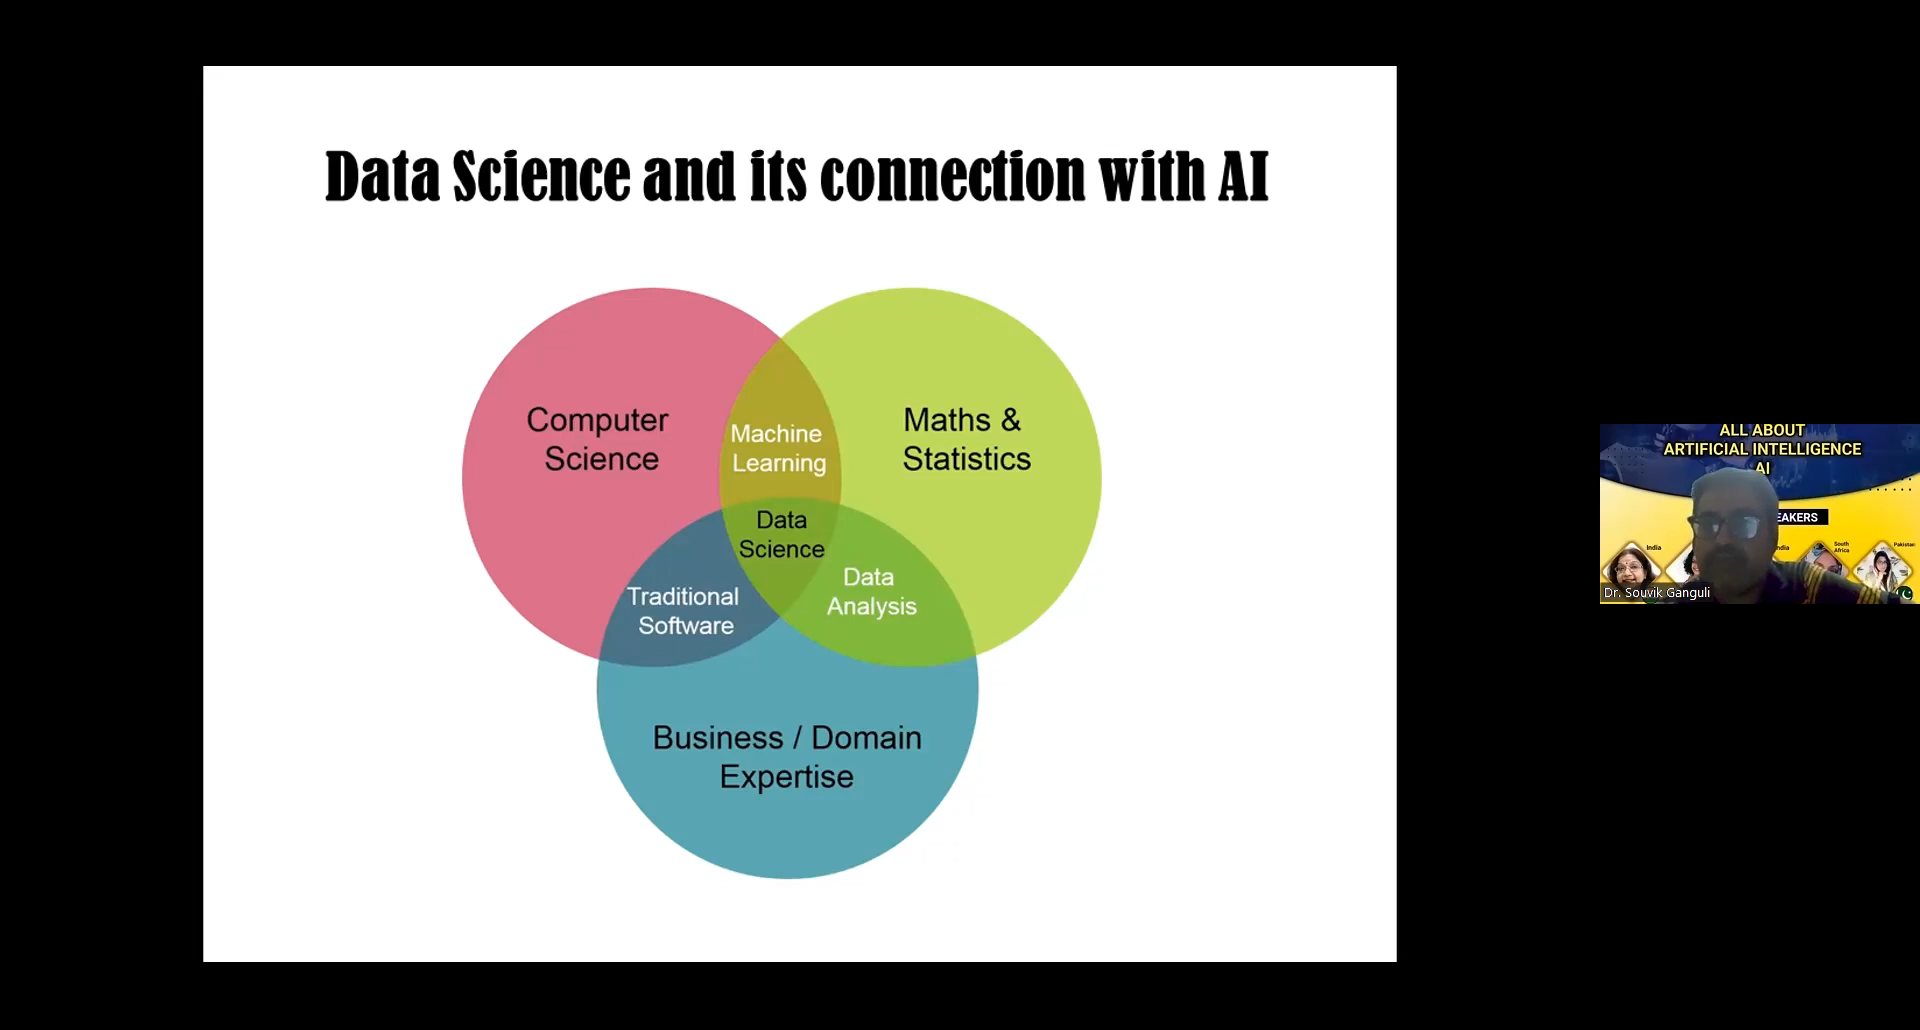 Data Science and its connection with AI
Computer
Science
Machine
Learning
Maths &
Statistics
Data
Science
Traditional
Software
Data
Analysis
Business / Domain
Expertise
ALL ABOUT
ARTIFICIAL INTELLIGENCE
AI
EAKERS
India
ndia
South
Africa
Pakistan
Dr. Souvik Ganguli